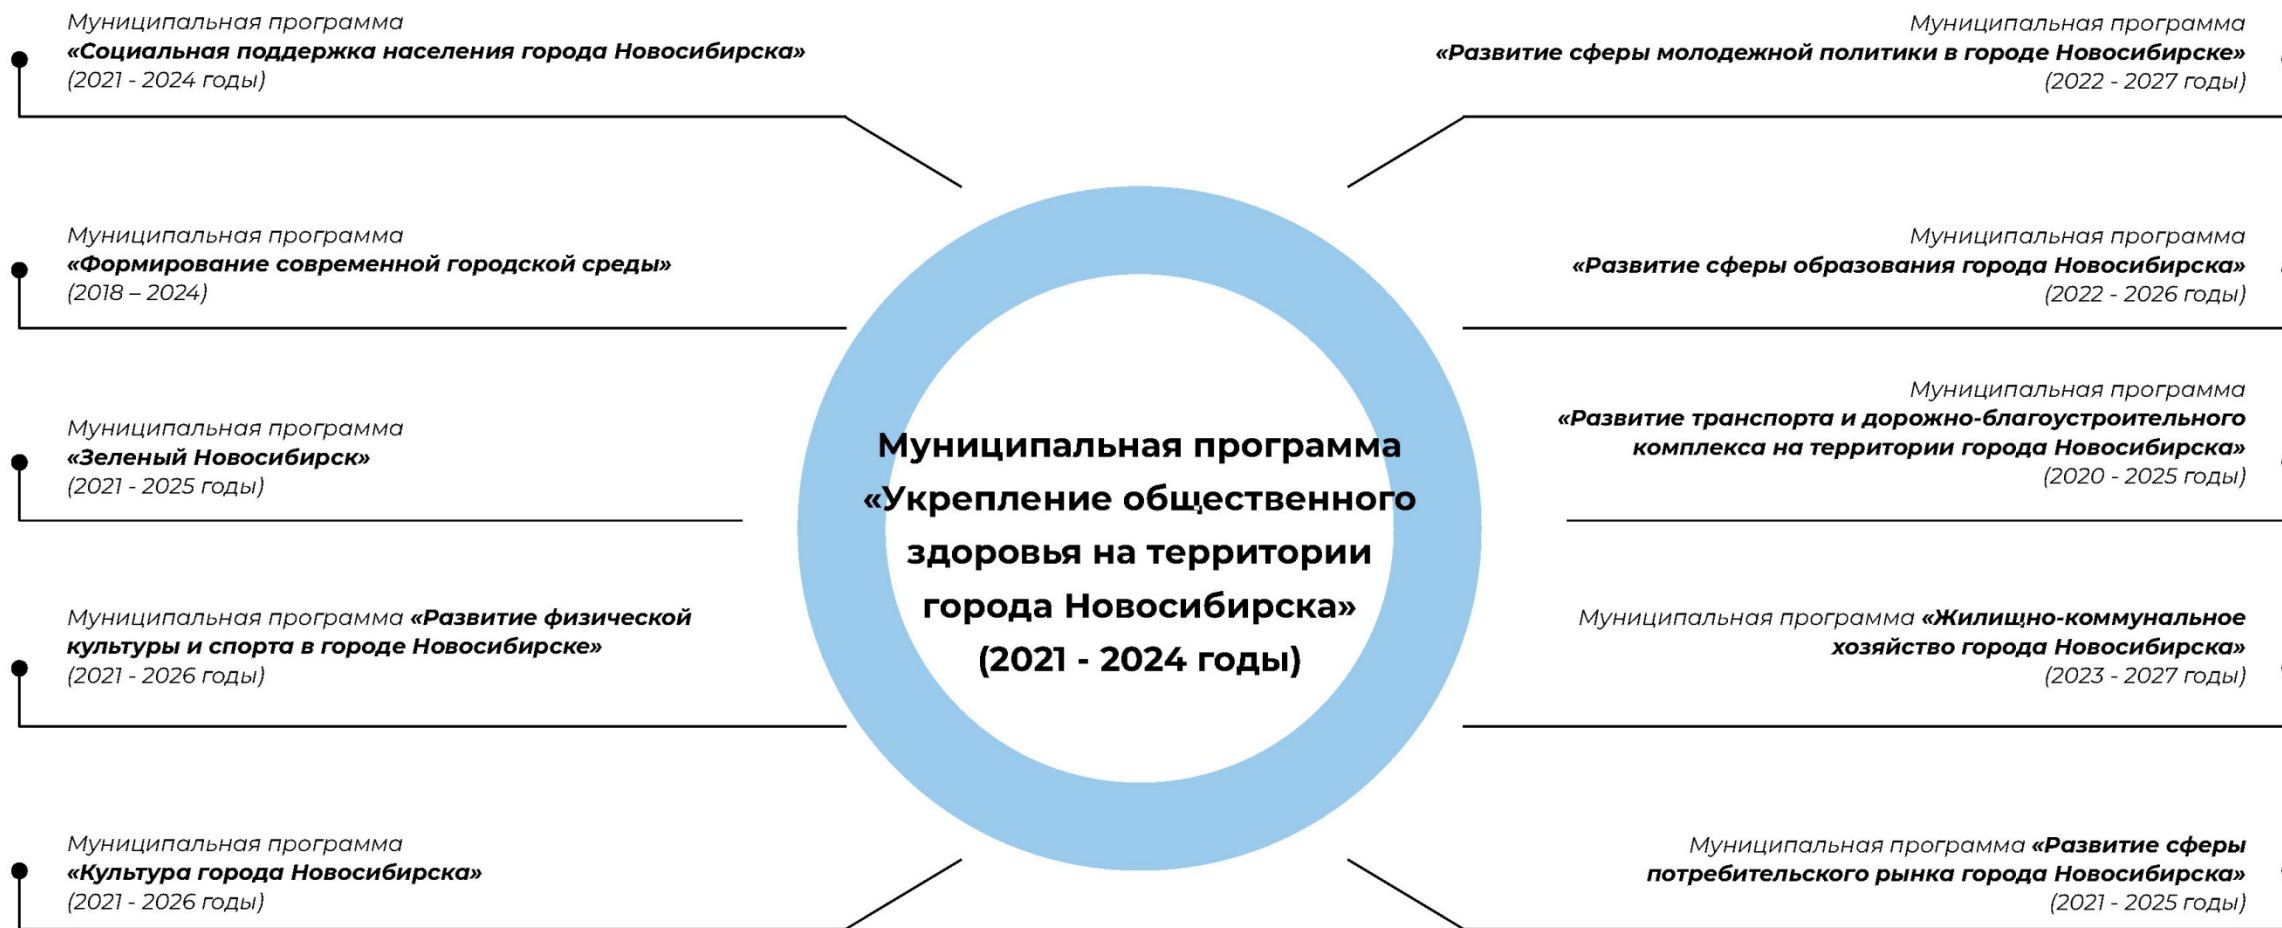 Муниципальная программа
«Социальная поддержка населения города Новосибирска»
(2021 - 2024 годы)
Муниципальная программа
«Формирование современной городской среды»
(2018 – 2024)
Муниципальная программа
«Зеленый Новосибирск»
(2021 - 2025 годы)
Муниципальная программа «Развитие физической
культуры и спорта в городе Новосибирске»
(2021 - 2026 годы)
Муниципальная программа
«Культура города Новосибирска»
(2021 - 2026 годы)
Муниципальная программа
«Укрепление общественного
здоровья на территории
города Новосибирска»
(2021 - 2024 годы)
Муниципальная программа
«Развитие сферы молодежной политики в городе Новосибирске»
(2022 - 2027 годы)
Муниципальная программа
«Развитие сферы образования города Новосибирска»
(2022 - 2026 годы)
Муниципальная программа
«Развитие транспорта и дорожно-благоустроительного
комплекса на территории города Новосибирска»
(2020 - 2025 годы)
Муниципальная программа «Жилищно-коммунальное
хозяйство города Новосибирска»
(2023 - 2027 годы)
Муниципальная программа «Развитие сферы
потребительского рынка города Новосибирска»
(2021 - 2025 годы)